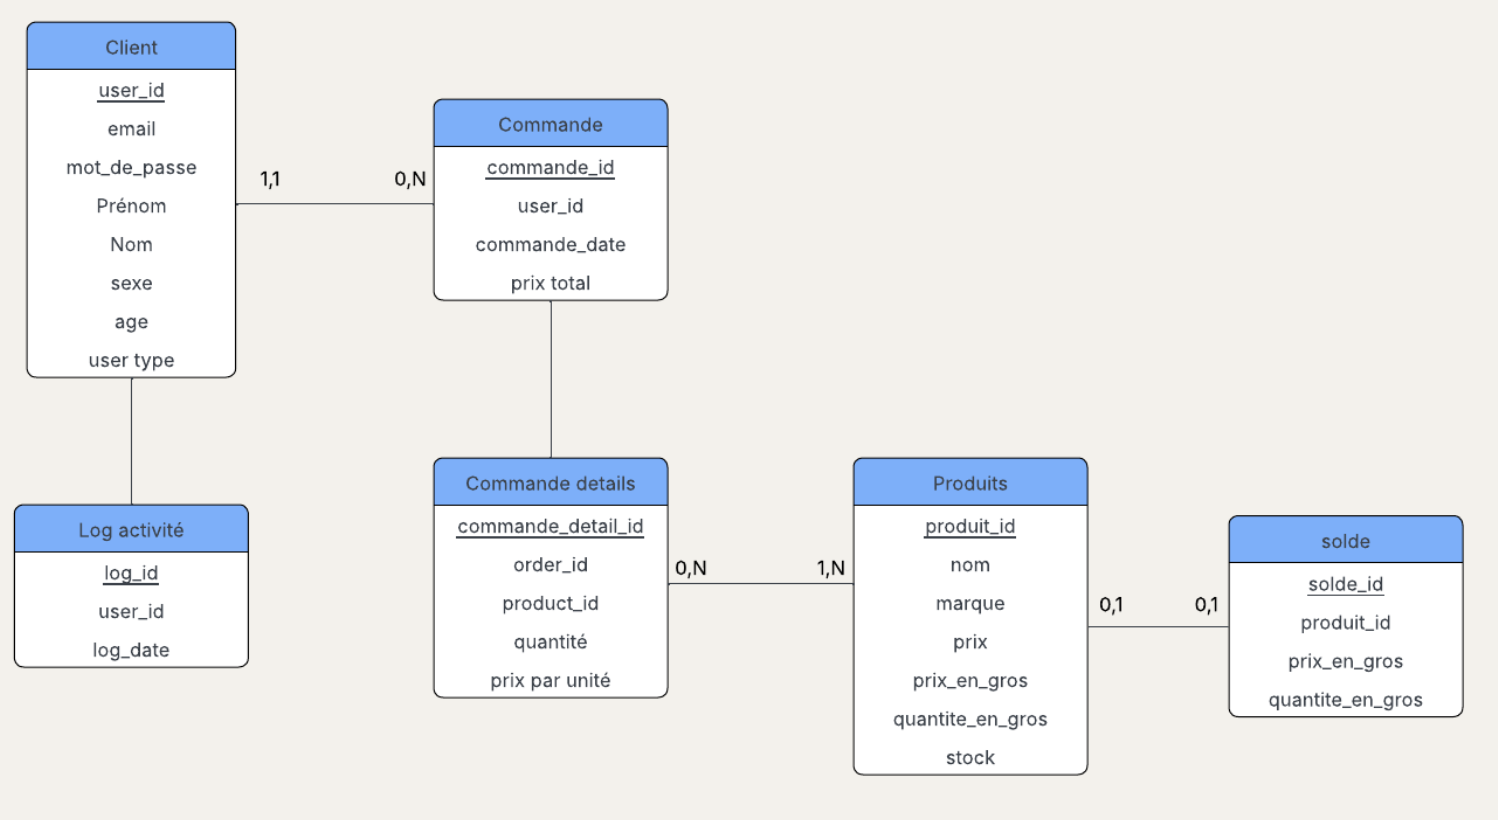 Client
user_id
email
mot_de_passe
Prénom
Nom
sexe
age
user type
1,1
0,N
Commande
commande_id
user_id
commande_date
prix total
Log activité
log_id
user_id
log_date
Commande details
commande_detail_id
order_id
product_id
quantité
prix par unité
0,N
1,N
Produits
produit_id
nom
marque
prix
prix_en_gros
quantite_en_gros
stock
0,1
0,1
solde
solde_id
produit_id
prix_en_gros
quantite_en_gros